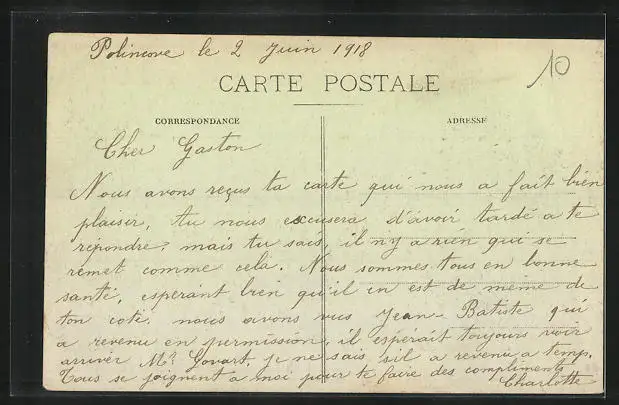 Polincove le 2 Juin 1918
10
CARTE POSTALE
CORRESPONDANCE
ADRESSE
Cher Gaston
Nous avons reçus ta carte qui nous a fait bien
plaisir, tu nous excusera d'avoir tardé a te
repondre, mais tu sais, il n'y a rien qui se
remet comme cela. Nous sommes tous en bonne
santé, espérant bien qu'il en est de même de
ton coté, nous avons vus Jean-Batiste qui
a revenu en permission, il espérait toujours voir
arriver Mr Lovart, je ne sais s'il a revenu a temp.
Tous se joignent a moi pour te faire des compliments
Charlotte